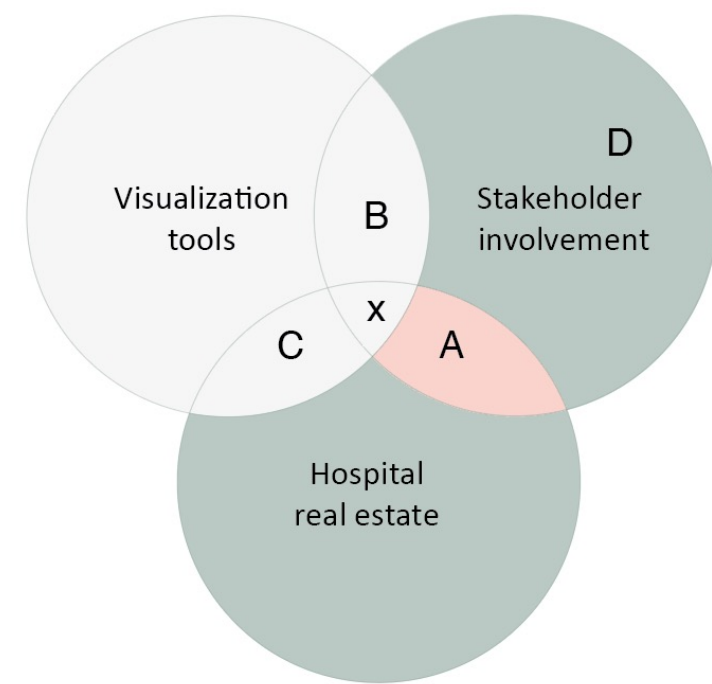 D
Visualization
tools
B
Stakeholder
involvement
x
C
A
Hospital
real estate